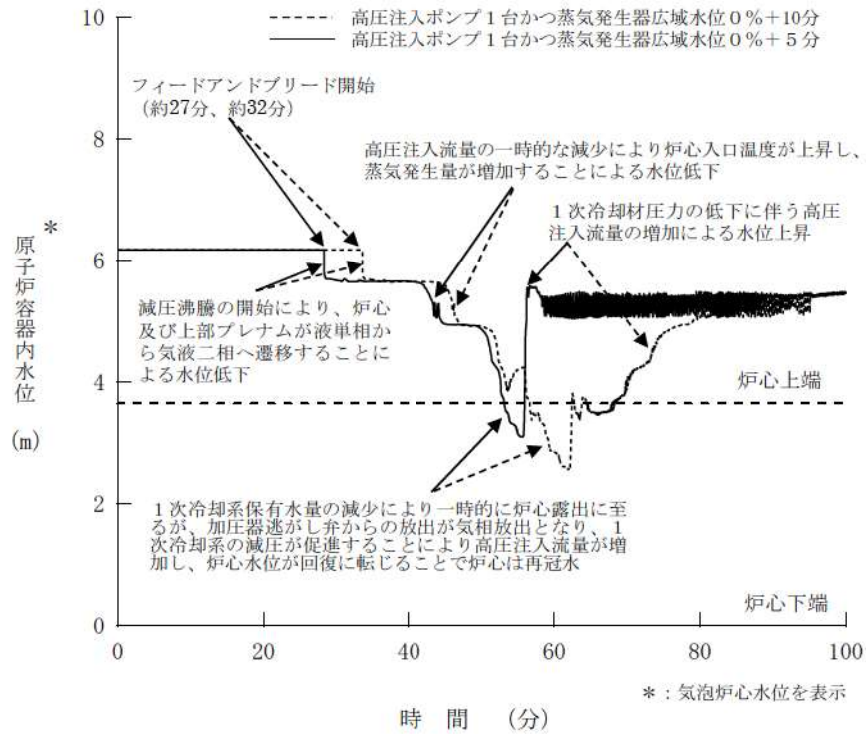 高圧注入ポンプ1台かつ蒸気発生器広域水位0%+10分
高圧注入ポンプ1台かつ蒸気発生器広域水位0%+5分
フィードアンドブリード開始
（約27分、約32分）
高圧注入流量の一時的な減少により炉心入口温度が上昇し、
蒸気発生量が増加することによる水位低下
1次冷却材圧力の低下に伴う高圧
注入流量の増加による水位上昇
減圧沸騰の開始により、炉心
及び上部プレナムが液単相か
ら気液二相へ遷移することに
よる水位低下
炉心上端
1次冷却系保有水量の減少により一時的に炉心露出に至
るが、加圧器逃がし弁からの放出が気相放出となり、1
次冷却系の減圧が促進することにより高圧注入流量が増
加し、炉心水位が回復に転じることで炉心は再冠水
炉心下端
原子炉容器内水位＊
(m)
10
8
6
4
2
0
0 20 40 60 80 100
＊：気泡炉心水位を表示
時 間 （分）